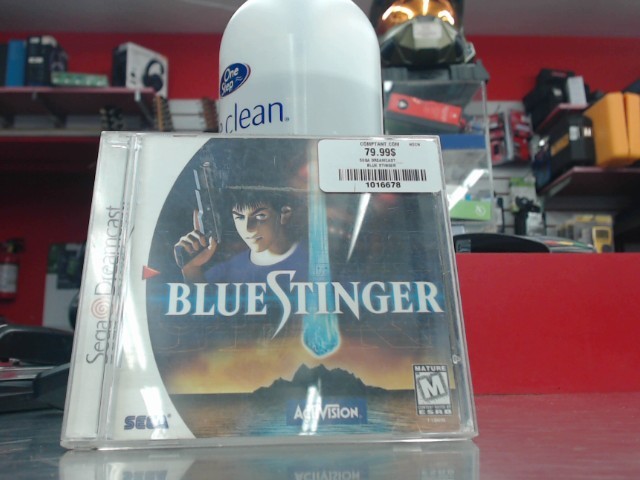 One
Step
clean
COMPTANT.COM
79.99$
SEGA DREAMCAST
BLUE STINGER
1016678
Sega Dreamcast
BLUE STINGER
MATURE
M
ESRB
SEGA
ACTIVISION